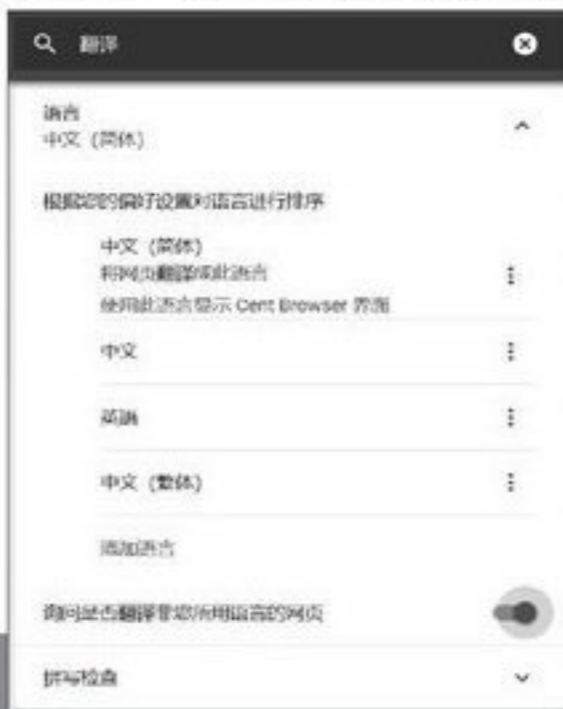 翻译
语言
中文 (简体)
根据您的偏好设置对语言进行排序
中文 (简体)
将网页翻译成此语言
使用此语言显示 Cent Browser 界面
中文
英语
中文 (繁体)
添加语言
询问是否翻译非您所用语言的网页
拼写检查